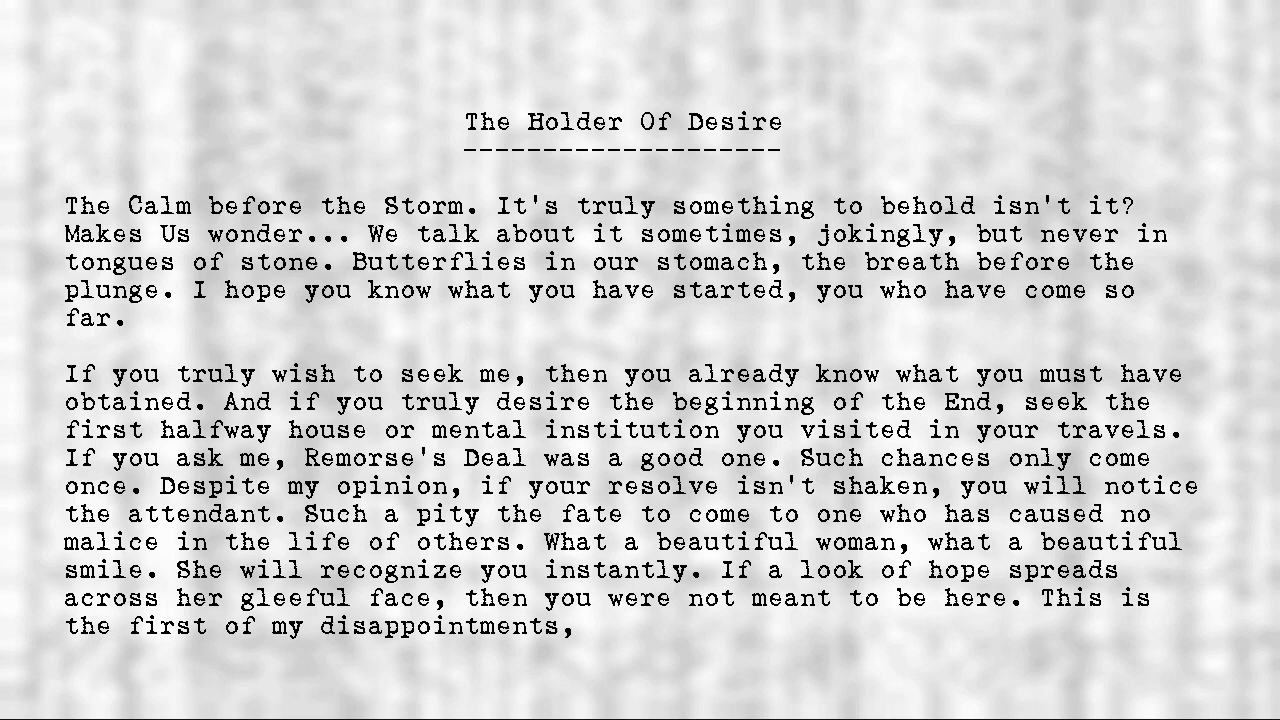 The Holder Of Desire
--------------------
The Calm before the Storm. It's truly something to behold isn't it?
Makes Us wonder... We talk about it sometimes, jokingly, but never in
tongues of stone. Butterflies in our stomach, the breath before the
plunge. I hope you know what you have started, you who have come so
far.
If you truly wish to seek me, then you already know what you must have
obtained. And if you truly desire the beginning of the End, seek the
first halfway house or mental institution you visited in your travels.
If you ask me, Remorse's Deal was a good one. Such chances only come
once. Despite my opinion, if your resolve isn't shaken, you will notice
the attendant. Such a pity the fate to come to one who has caused no
malice in the life of others. What a beautiful woman, what a beautiful
smile. She will recognize you instantly. If a look of hope spreads
across her gleeful face, then you were not meant to be here. This is
the first of my disappointments,